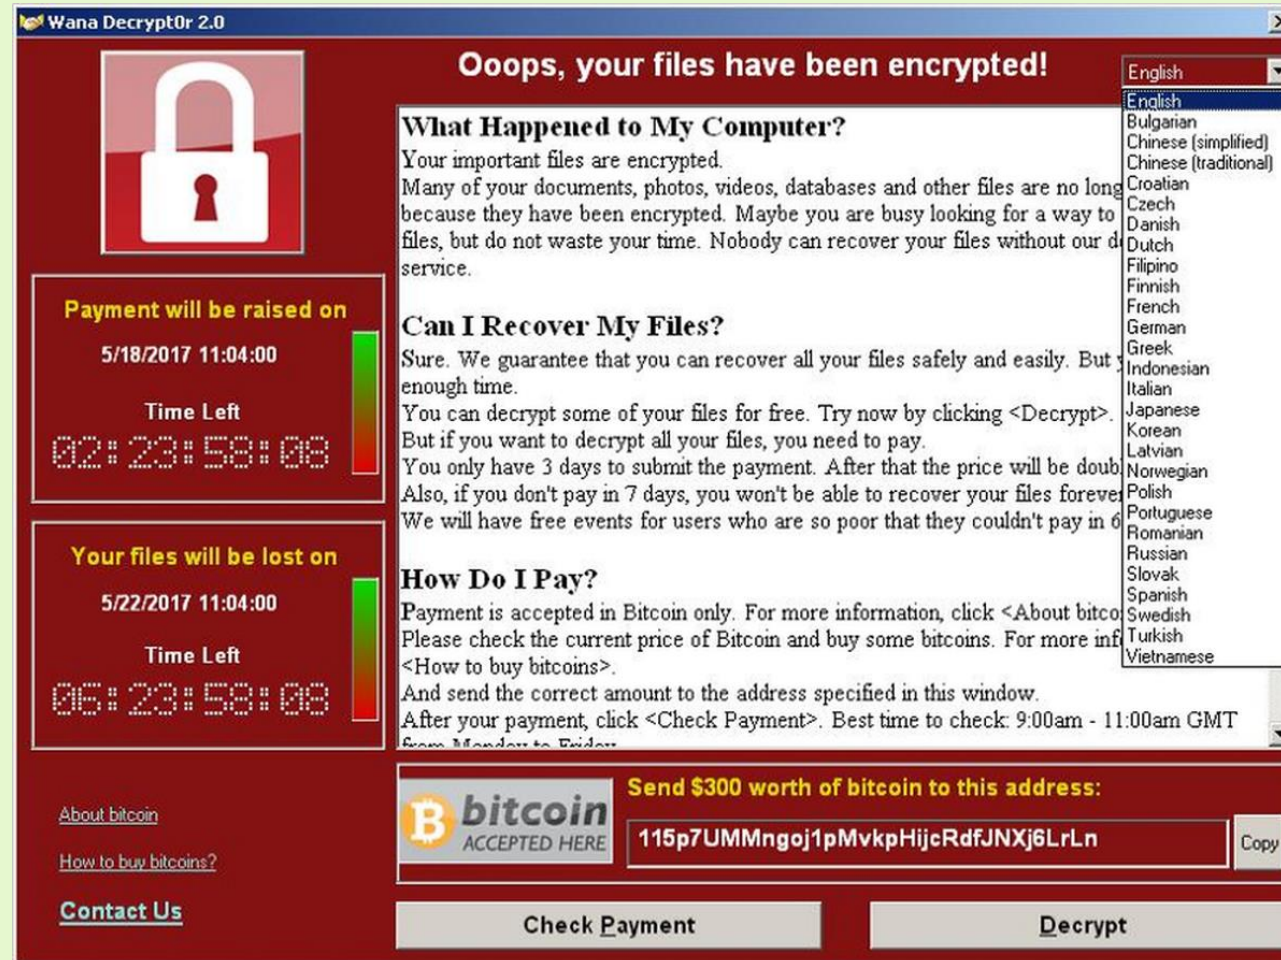 Wana Decrypt0r 2.0
Ooops, your files have been encrypted!
English
English
Bulgarian
Chinese (simplified)
Chinese (traditional)
Croatian
Czech
Danish
Dutch
Filipino
Finnish
French
German
Greek
Indonesian
Italian
Japanese
Korean
Latvian
Norwegian
Polish
Portuguese
Romanian
Russian
Slovak
Spanish
Swedish
Turkish
Vietnamese
Payment will be raised on
5/18/2017 11:04:00
Time Left
02:23:58:08
Your files will be lost on
5/22/2017 11:04:00
Time Left
06:23:58:08
About bitcoin
How to buy bitcoins?
Contact Us
What Happened to My Computer?
Your important files are encrypted.
Many of your documents, photos, videos, databases and other files are no
because they have been encrypted. Maybe you are busy looking for a way to
files, but do not waste your time. Nobody can recover your files without our
service.
Can I Recover My Files?
Sure. We guarantee that you can recover all your files safely and easily. But
enough time.
You can decrypt some of your files for free. Try now by clicking <Decrypt>.
But if you want to decrypt all your files, you need to pay.
You only have 3 days to submit the payment. After that the price will be
Also, if you don't pay in 7 days, you won't be able to recover your files forever
We will have free events for users who are so poor that they couldn't pay in 6
How Do I Pay?
Payment is accepted in Bitcoin only. For more information, click <About
Please check the current price of Bitcoin and buy some bitcoins. For more
<How to buy bitcoins>.
And send the correct amount to the address specified in this window.
After your payment, click <Check Payment>. Best time to check: 9:00am - 11:00am GMT
from Monday to Friday
bitcoin
ACCEPTED HERE
Send $300 worth of bitcoin to this address:
115p7UMMngoj1pMvkpHijcRdfJNXj6LrLn
Copy
Check Payment
Decrypt